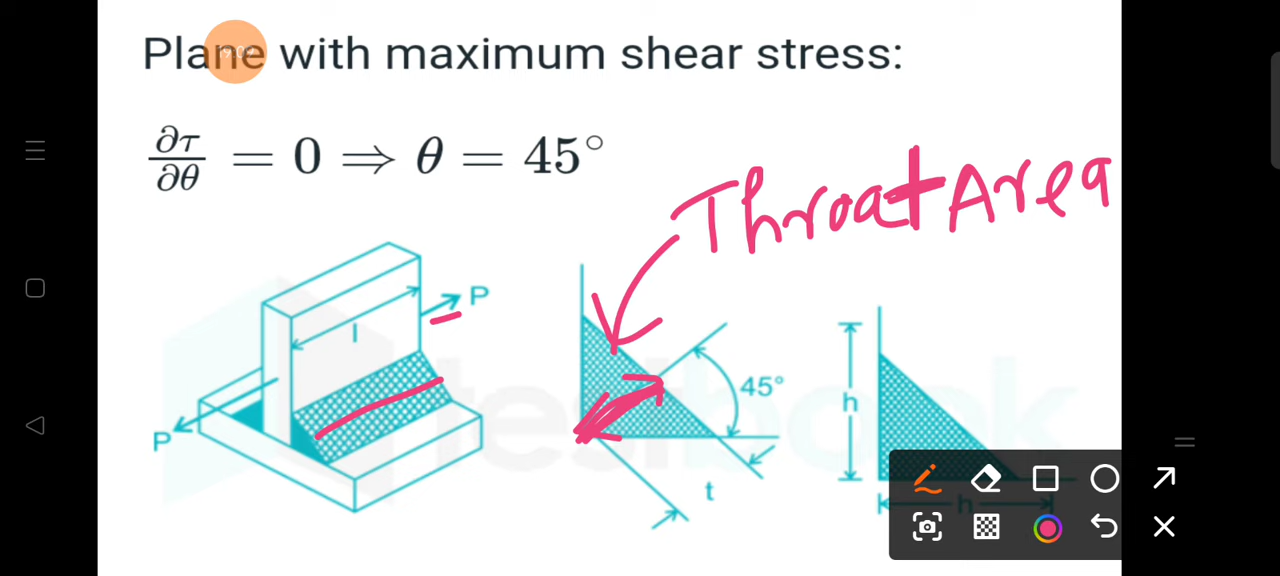 Plane with maximum shear stress:
∂τ/∂θ = 0 ⇒ θ = 45°
Throat Area
P
l
P
45°
t
h
h